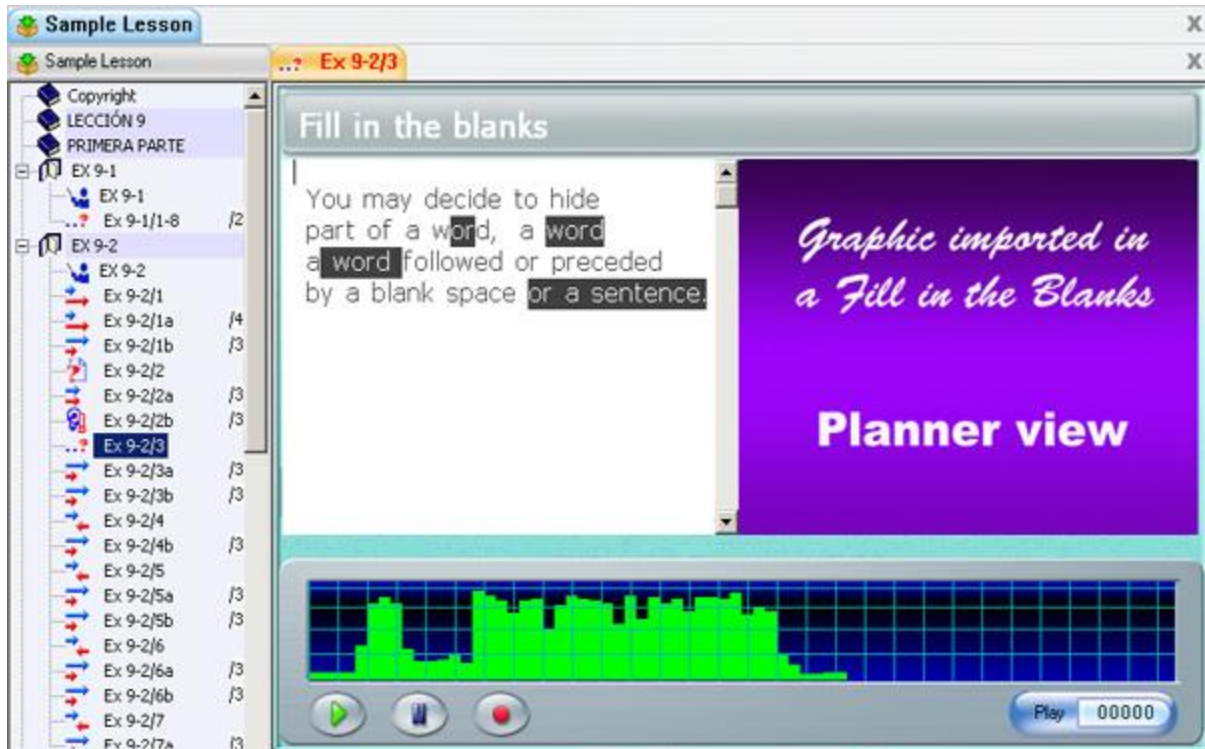 Sample Lesson
X
Sample Lesson
..? Ex 9-2/3
X
Copyright
LECCIÓN 9
PRIMERA PARTE
EX 9-1
EX 9-1
..? Ex 9-1/1-8 /2
EX 9-2
EX 9-2
Ex 9-2/1
Ex 9-2/1a /4
Ex 9-2/1b /3
Ex 9-2/2
Ex 9-2/2a /3
Ex 9-2/2b /3
..? Ex 9-2/3
Ex 9-2/3a /3
Ex 9-2/3b /3
Ex 9-2/4
Ex 9-2/4b /3
Ex 9-2/5
Ex 9-2/5a /3
Ex 9-2/5b /3
Ex 9-2/6
Ex 9-2/6a /3
Ex 9-2/6b /3
Ex 9-2/7
Ex 9-2/7a /3
Fill in the blanks
You may decide to hide
part of a word, a word
a word followed or preceded
by a blank space or a sentence.
Graphic imported in
a Fill in the Blanks
Planner view
Play 00000